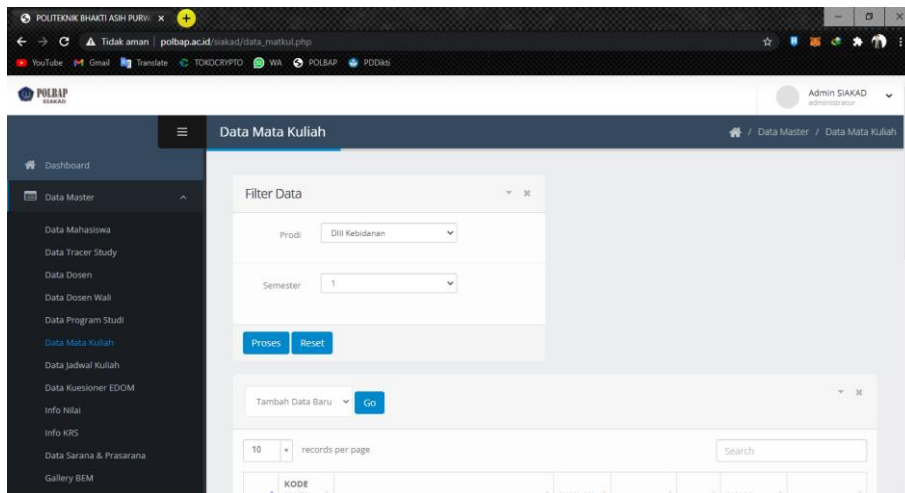 POLITEKNIK BHAKTI ASIH PURW
Tidak aman polbap.ac.id/siakad/data_matkul.php
YouTube Gmail Translate TOKOCRYPTO WA POLBAP PDDikti
POLBAP
SIAKAD
Admin SIAKAD
administrator
Data Mata Kuliah
/ Data Master / Data Mata Kuliah
Dashboard
Data Master
Data Mahasiswa
Data Tracer Study
Data Dosen
Data Dosen Wali
Data Program Studi
Data Mata Kuliah
Data Jadwal Kuliah
Data Kuesioner EDOM
Info Nilai
Info KRS
Data Sarana & Prasarana
Gallery BEM
Filter Data
Prodi DIII Kebidanan
Semester 1
Proses Reset
Tambah Data Baru Go
10 records per page
Search
KODE